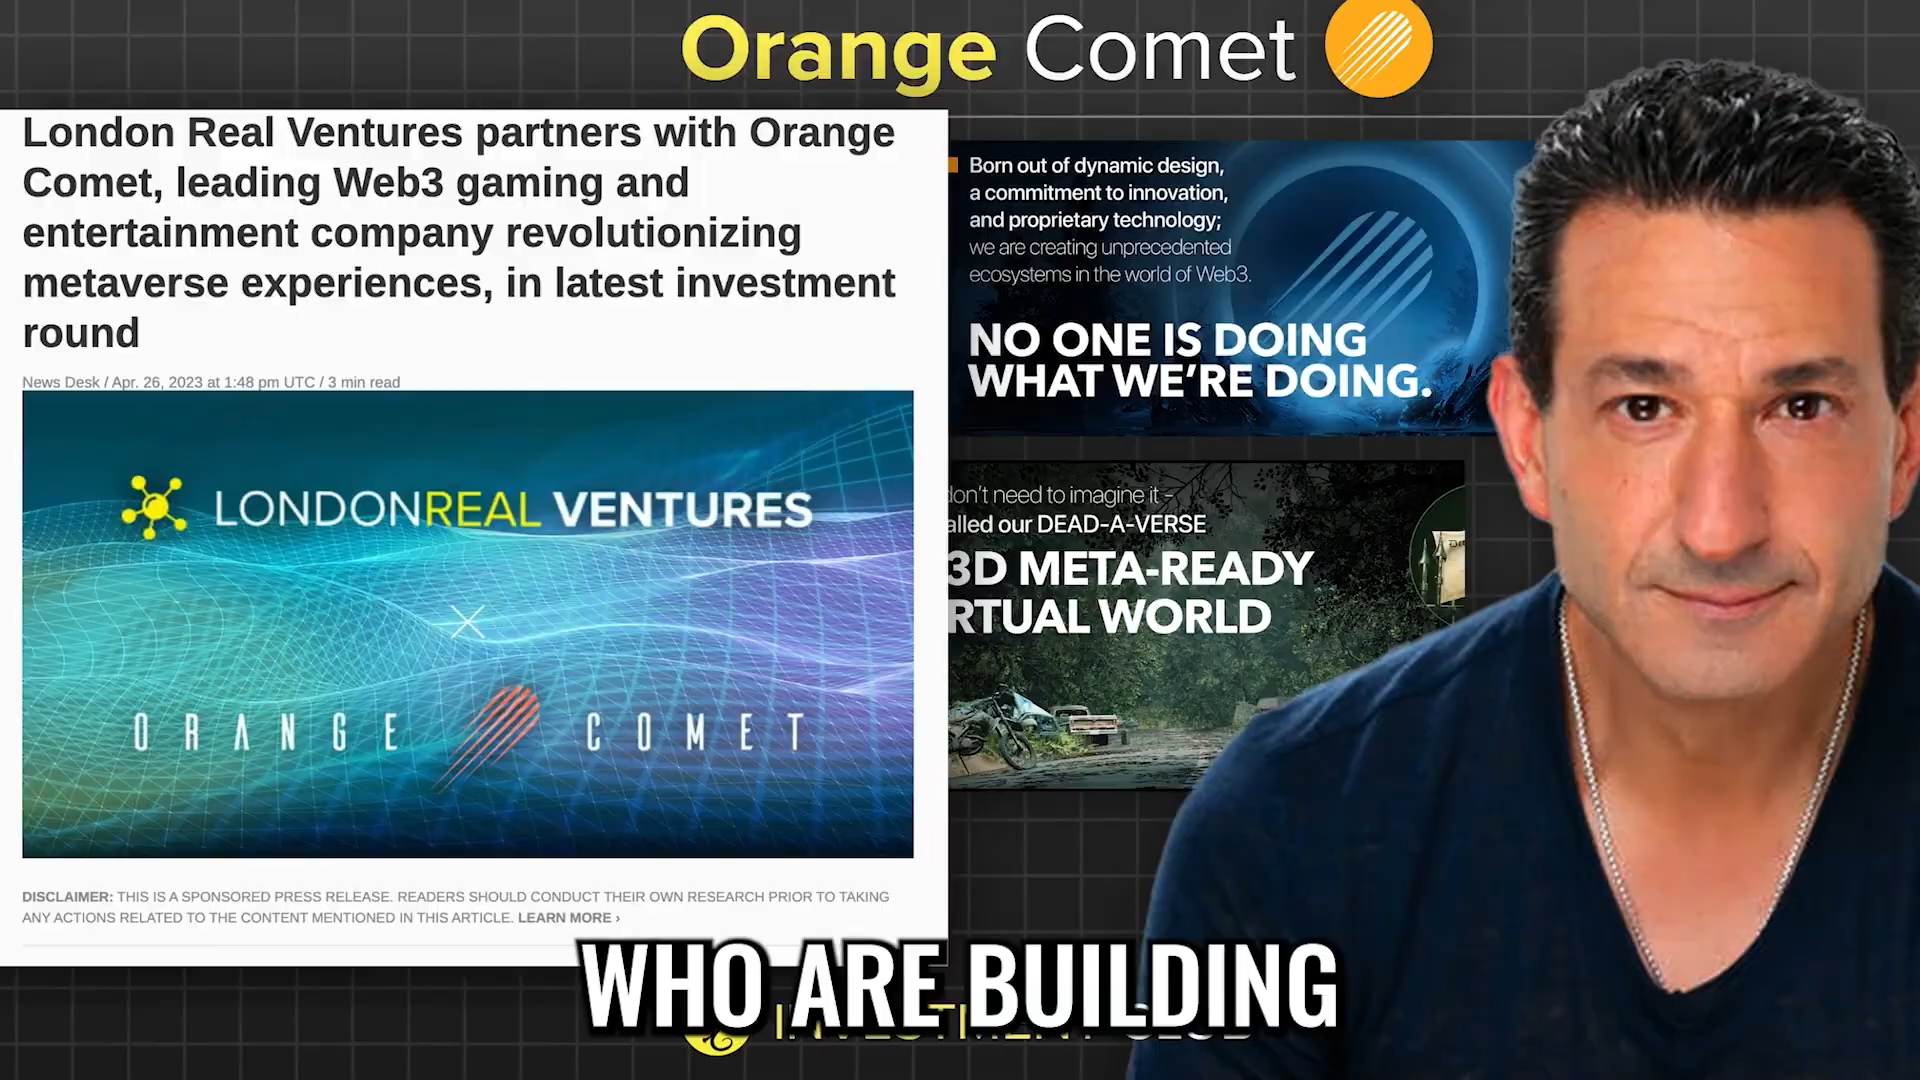 Orange Comet
London Real Ventures partners with Orange
Comet, leading Web3 gaming and
entertainment company revolutionizing
metaverse experiences, in latest investment
round
News Desk / Apr. 26, 2023 at 1:48 pm UTC / 3 min read
LONDONREAL VENTURES
ORANGE COMET
DISCLAIMER: THIS IS A SPONSORED PRESS RELEASE. READERS SHOULD CONDUCT THEIR OWN RESEARCH PRIOR TO TAKING
ANY ACTIONS RELATED TO THE CONTENT MENTIONED IN THIS ARTICLE. LEARN MORE ›
Born out of dynamic design,
a commitment to innovation,
and proprietary technology;
we are creating unprecedented
ecosystems in the world of Web3.
NO ONE IS DOING
WHAT WE'RE DOING.
don't need to imagine it –
alled our DEAD-A-VERSE
3D META-READY
RTUAL WORLD
WHO ARE BUILDING